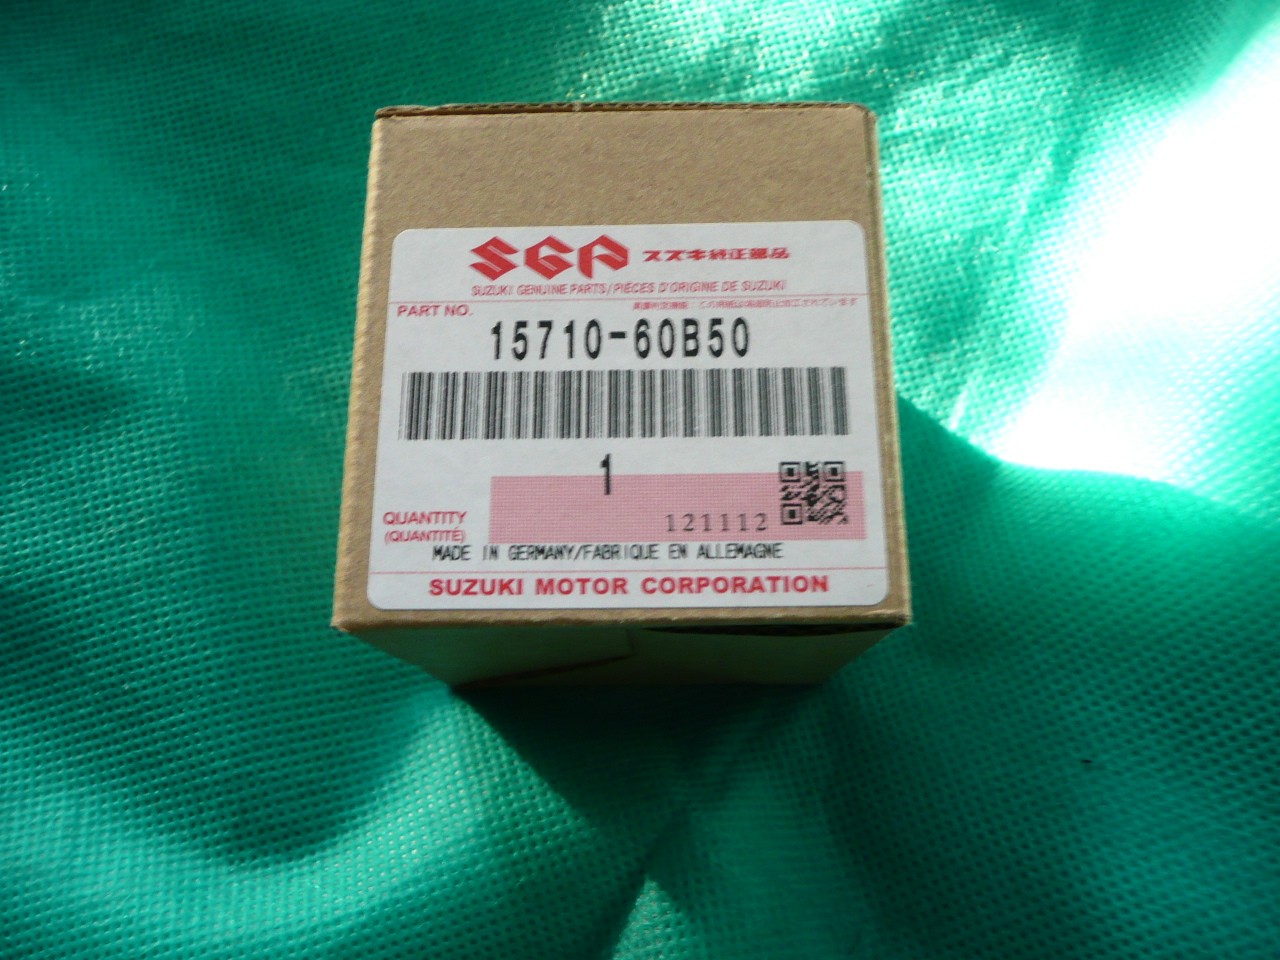 SGP スズキ純正部品
SUZUKI GENUINE PARTS/PIÈCES D'ORIGINE DE SUZUKI
PART NO.
15710-60B50
1
121112
QUANTITY
(QUANTITÉ)
MADE IN GERMANY/FABRIQUE EN ALLEMAGNE
SUZUKI MOTOR CORPORATION